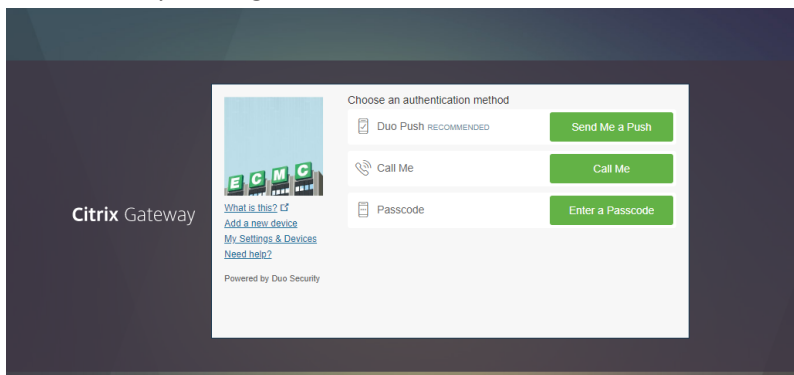 Citrix Gateway
ECMC
What is this?
Add a new device
My Settings & Devices
Need help?
Powered by Duo Security
Choose an authentication method
Duo Push RECOMMENDED
Send Me a Push
Call Me
Call Me
Passcode
Enter a Passcode